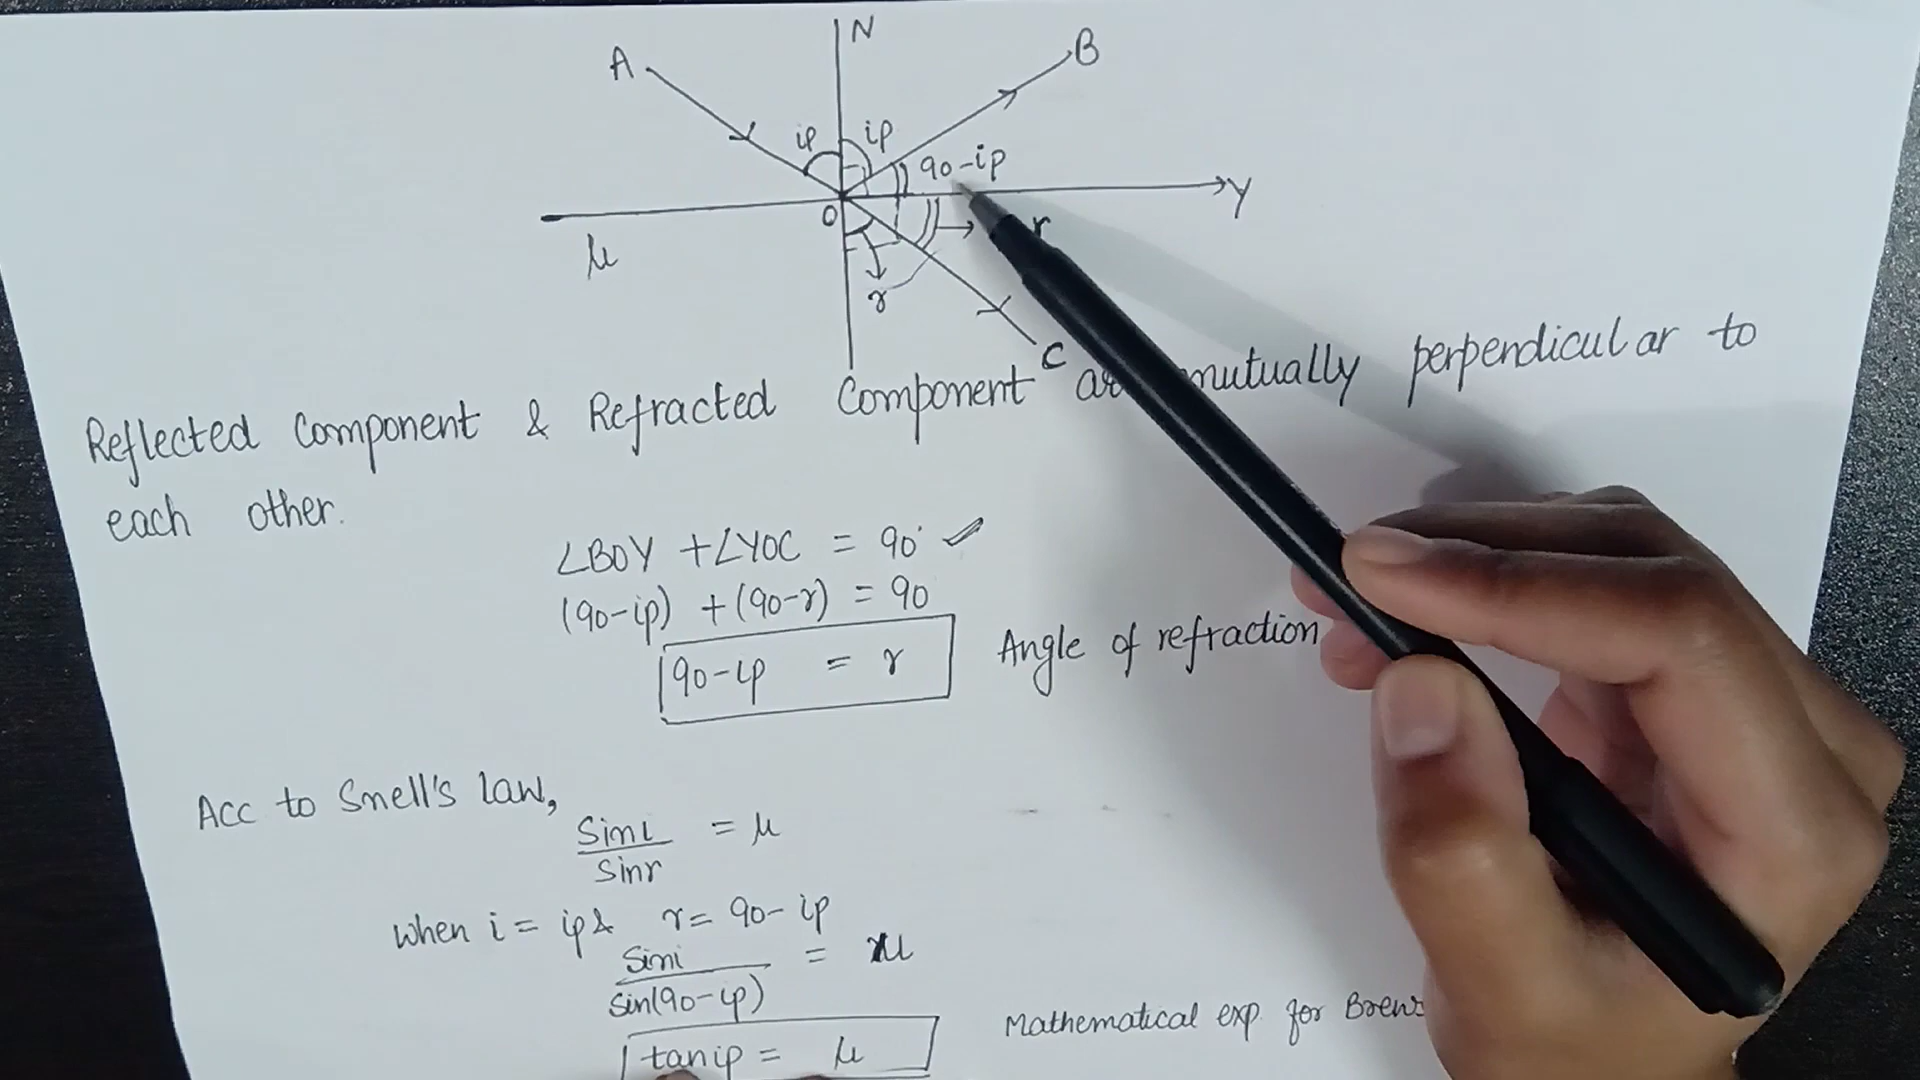 N
A
B
ip
ip
90-ip
O
Y
r
μ
r
C
Reflected Component & Refracted Component mutually perpendicular to
each other.
∠BOY + ∠YOC = 90°
(90-ip) + (90-r) = 90
90-ip = r Angle of refraction
Acc to Snell's law,
Sini/Sinr = μ
When i = ip & r = 90-ip
Sini/Sin(90-ip) = μ
tanip = μ Mathematical exp. for